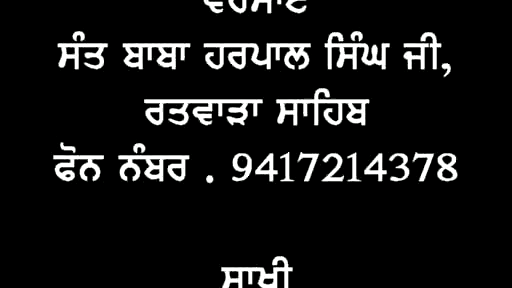 ਸੰਤ ਬਾਬਾ ਹਰਪਾਲ ਸਿੰਘ ਜੀ,
ਰਤਵਾੜਾ ਸਾਹਿਬ
ਫੋਨ ਨੰਬਰ . 9417214378
ਸਾਖੀ